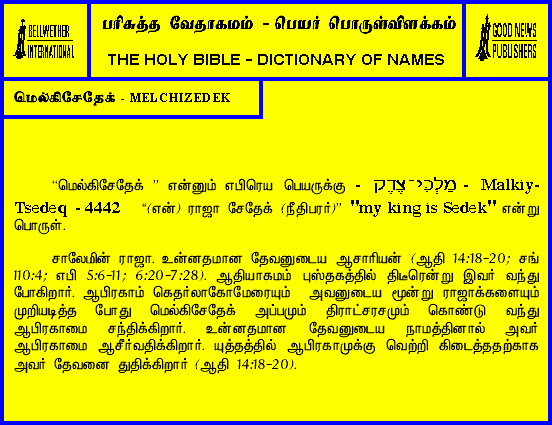 BELLWETHER
INTERNATIONAL
பரிசுத்த வேதாகமம் - பெயர் பொருள்விளக்கம்
THE HOLY BIBLE - DICTIONARY OF NAMES
GOOD NEWS
PUBLISHERS
மெல்கிசேதேக் - MELCHIZEDEK
“மெல்கிசேதேக் ” என்னும் எபிரெய பெயருக்கு - מַלְכִּי־צֶדֶק - Malkiy-
Tsedeq - 4442 “(என்) ராஜா சேதேக் (நீதிபரர்)” "my king is Sedek" என்று
பொருள்.
சாலேமின் ராஜா. உன்னதமான தேவனுடைய ஆசாரியன் (ஆதி 14:18-20; சங்
110:4; எபி 5:6-11; 6:20-7:28). ஆதியாகமம் புஸ்தகத்தில் திடீரென்று இவர் வந்து
போகிறார். ஆபிரகாம் கெதர்லாகோமேரையும் அவனுடைய மூன்று ராஜாக்களையும்
முறியடித்த போது மெல்கிசேதேக் அப்பமும் திராட்சரசமும் கொண்டு வந்து
ஆபிரகாமை சந்திக்கிறார். உன்னதமான தேவனுடைய நாமத்தினால் அவர்
ஆபிரகாமை ஆசீர்வதிக்கிறார். யுத்தத்தில் ஆபிரகாமுக்கு வெற்றி கிடைத்ததற்காக
அவர் தேவனை துதிக்கிறார் (ஆதி 14:18-20).